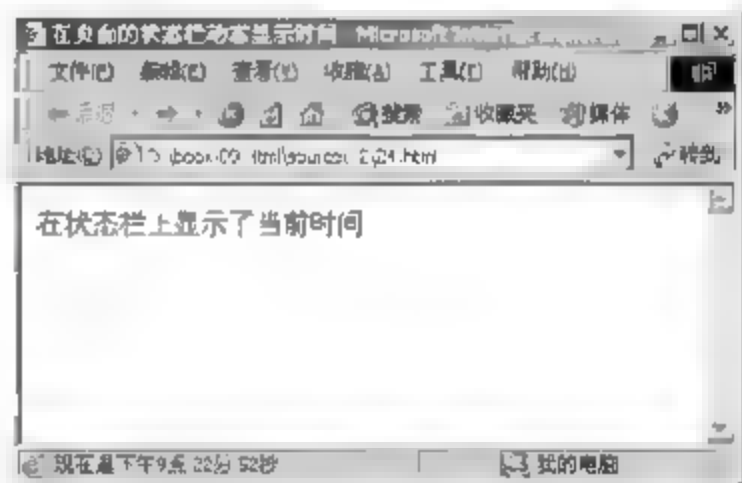 在页面的状态栏动态显示时间 Microsoft
文件(F) 编辑(E) 查看(V) 收藏(A) 工具(T) 帮助(H)
后退 搜索 收藏夹 媒体
地址(D) 转到
在状态栏上显示了当前时间
现在是下午9点 22分 52秒 我的电脑